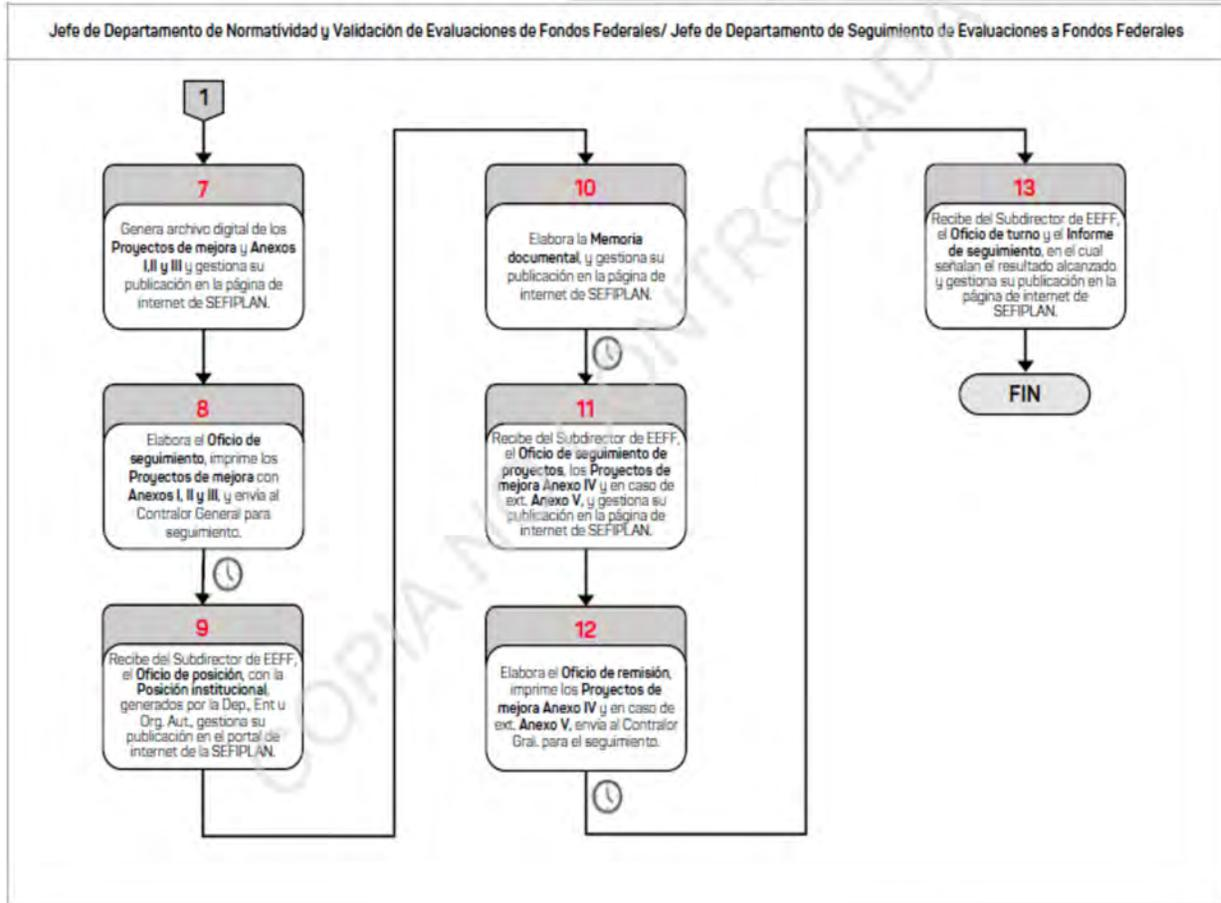 Jefe de Departamento de Normatividad y Validación de Evaluaciones de Fondos Federales/ Jefe de Departamento de Seguimiento de Evaluaciones a Fondos Federales
1
7
Genera archivo digital de los
Proyectos de mejora y Anexos
I,II y III y gestiona su
publicación en la página de
internet de SEFIPLAN.
8
Elabora el Oficio de
seguimiento, imprime los
Proyectos de mejora con
Anexos I, II y III, y envía al
Contralor General para
seguimiento.
9
Recibe del Subdirector de EEFF,
el Oficio de posición, con la
Posición institucional,
generados por la Dep., Ent u
Org. Aut., gestiona su
publicación en el portal de
internet de la SEFIPLAN.
10
Elabora la Memoria
documental, y gestiona su
publicación en la página de
internet de SEFIPLAN.
11
Recibe del Subdirector de EEFF,
el Oficio de seguimiento de
proyectos, los Proyectos de
mejora Anexo IV y en caso de
ext. Anexo V, y gestiona su
publicación en la página de
internet de SEFIPLAN.
12
Elabora el Oficio de remisión,
imprime los Proyectos de
mejora Anexo IV y en caso de
ext. Anexo V, envía al Contralor
Gral. para el seguimiento.
13
Recibe del Subdirector de EEFF,
el Oficio de turno y el Informe
de seguimiento, en el cual
señalan el resultado alcanzado
y gestiona su publicación en la
página de internet de
SEFIPLAN.
FIN
COPIA NO CONTROLADA